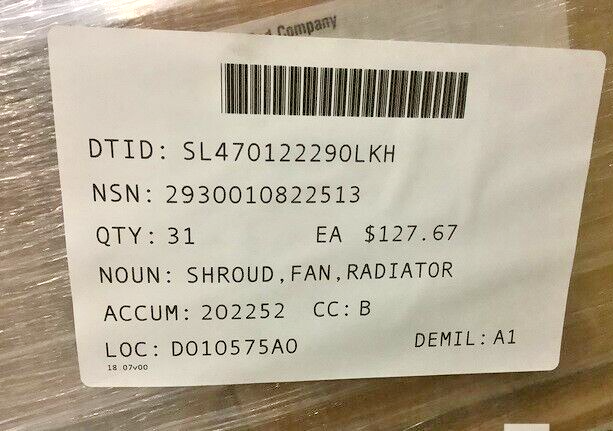 Company
DTID: SL470122290LKH
NSN: 2930010822513
QTY: 31 EA $127.67
NOUN: SHROUD,FAN,RADIATOR
ACCUM: 202252 CC: B
LOC: D010575A0 DEMIL: A1
18 07v00